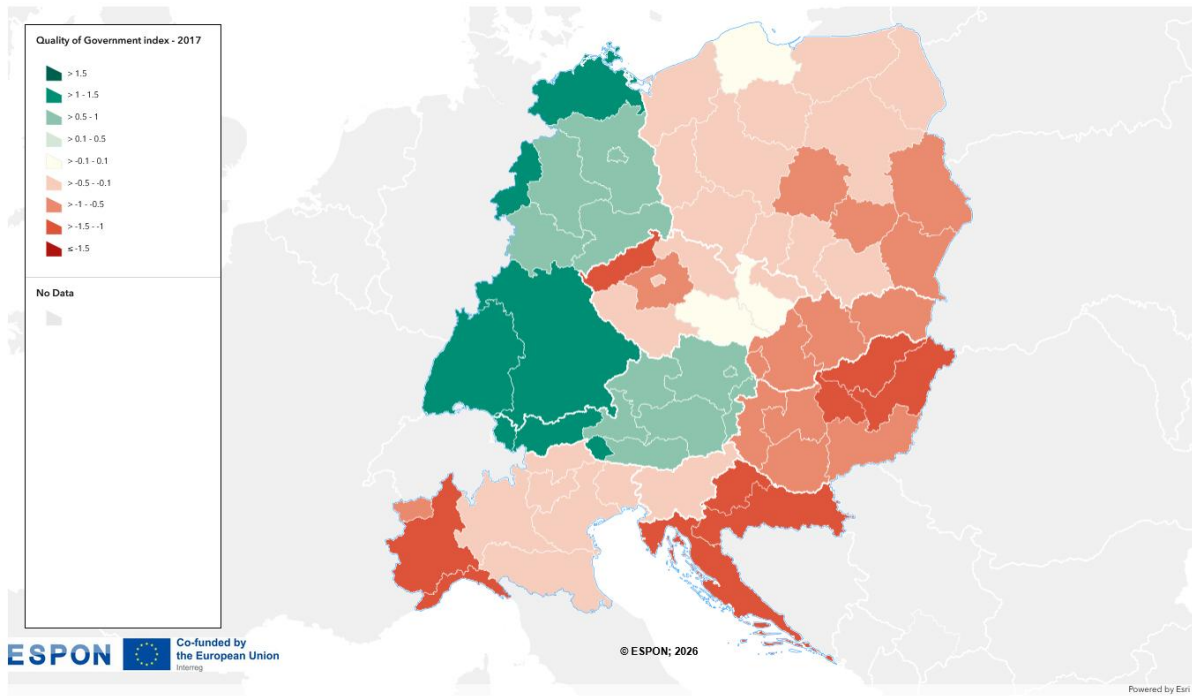 Quality of Government index - 2017
> 1.5
> 1 - 1.5
> 0.5 - 1
> 0.1 - 0.5
> -0.1 - 0.1
> -0.5 - -0.1
> -1 - -0.5
> -1.5 - -1
≤ -1.5
No Data
ESPON
Co-funded by
the European Union
Interreg
© ESPON; 2026
Powered by Esri